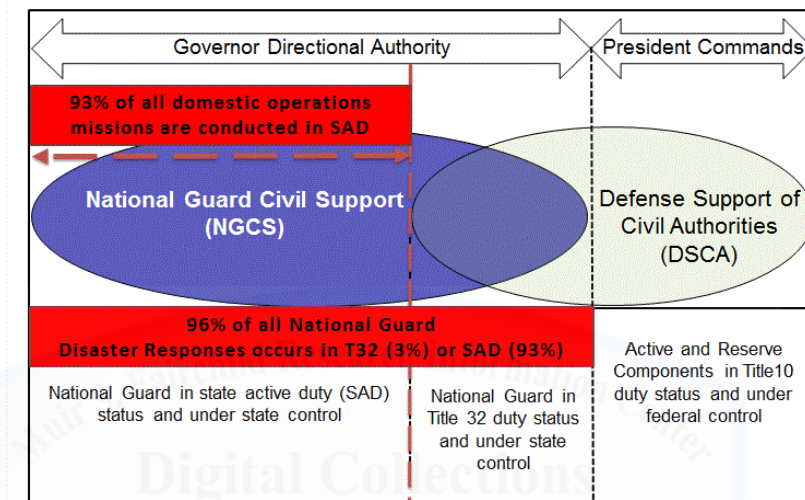 Governor Directional Authority
President Commands
93% of all domestic operations
missions are conducted in SAD
National Guard Civil Support
(NGCS)
Defense Support of
Civil Authorities
(DSCA)
96% of all National Guard
Disaster Responses occurs in T32 (3%) or SAD (93%)
National Guard in state active duty (SAD)
status and under state control
National Guard in
Title 32 duty status
and under state
control
Active and Reserve
Components in Title10
duty status and under
federal control
Digital Collections